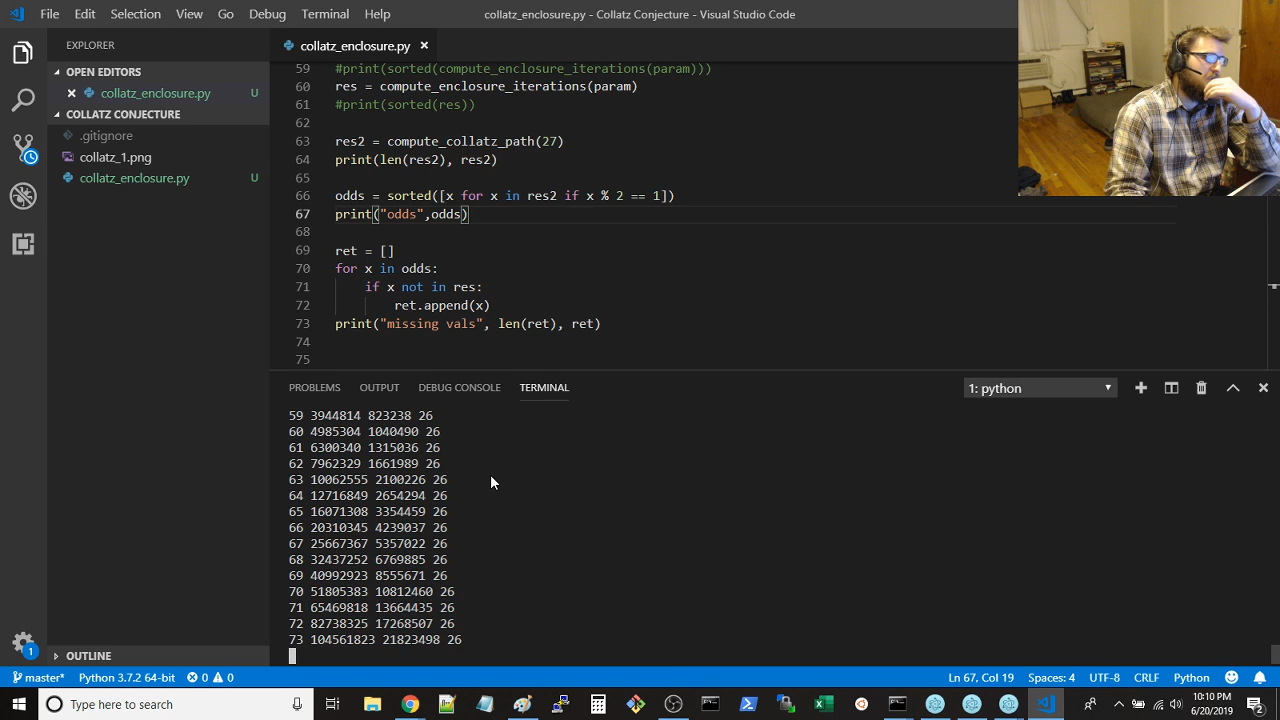 File Edit Selection View Go Debug Terminal Help
collatz_enclosure.py - Collatz Conjecture - Visual Studio Code
EXPLORER
OPEN EDITORS
collatz_enclosure.py U
COLLATZ CONJECTURE
.gitignore
collatz_1.png
collatz_enclosure.py U
OUTLINE
collatz_enclosure.py
59 #print(sorted(compute_enclosure_iterations(param)))
60 res = compute_enclosure_iterations(param)
61 #print(sorted(res))
62
63 res2 = compute_collatz_path(27)
64 print(len(res2), res2)
65
66 odds = sorted([x for x in res2 if x % 2 == 1])
67 print("odds",odds)
68
69 ret = []
70 for x in odds:
71 if x not in res:
72 ret.append(x)
73 print("missing vals", len(ret), ret)
74
75
PROBLEMS OUTPUT DEBUG CONSOLE TERMINAL
1: python
59 3944814 823238 26
60 4985304 1040490 26
61 6300340 1315036 26
62 7962329 1661989 26
63 10062555 2100226 26
64 12716849 2654294 26
65 16071308 3354459 26
66 20310345 4239037 26
67 25667367 5357022 26
68 32437252 6769885 26
69 40992923 8555671 26
70 51805383 10812460 26
71 65469818 13664435 26
72 82738325 17268507 26
73 104561823 21823498 26
1
master* Python 3.7.2 64-bit 0 0
Ln 67, Col 19 Spaces: 4 UTF-8 CRLF Python
Type here to search
10:10 PM
6/20/2019
2